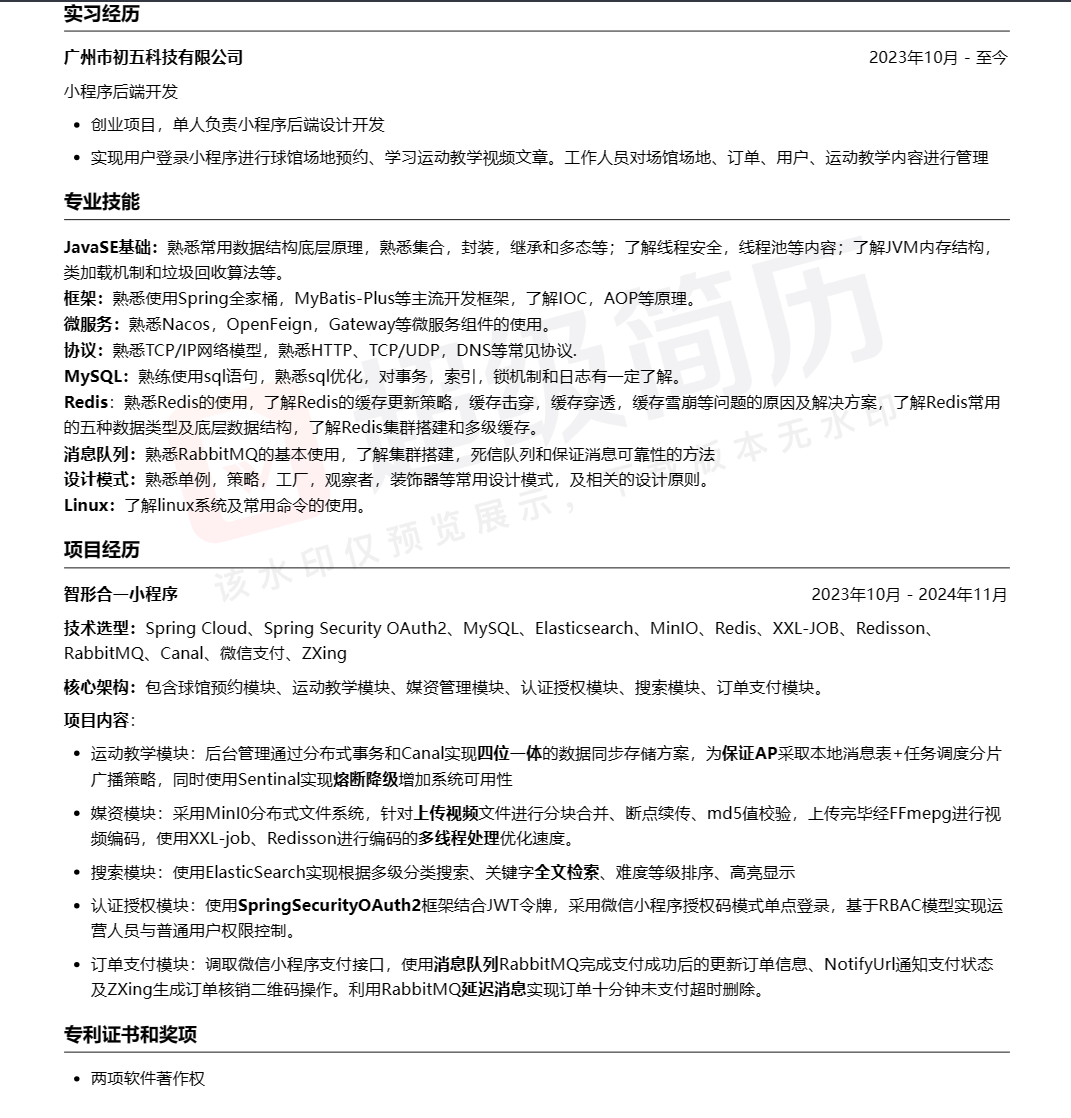 实习经历
广州市初五科技有限公司 2023年10月 - 至今
小程序后端开发
• 创业项目，单人负责小程序后端设计开发
• 实现用户登录小程序进行球馆场地预约、学习运动教学视频文章。工作人员对场馆场地、订单、用户、运动教学内容进行管理
专业技能
JavaSE基础：熟悉常用数据结构底层原理，熟悉集合，封装，继承和多态等；了解线程安全，线程池等内容；了解JVM内存结构，
类加载机制和垃圾回收算法等。
框架：熟悉使用Spring全家桶，MyBatis-Plus等主流开发框架，了解IOC，AOP等原理。
微服务：熟悉Nacos，OpenFeign，Gateway等微服务组件的使用。
协议：熟悉TCP/IP网络模型，熟悉HTTP、TCP/UDP，DNS等常见协议.
MySQL：熟练使用sql语句，熟悉sql优化，对事务，索引，锁机制和日志有一定了解。
Redis：熟悉Redis的使用，了解Redis的缓存更新策略，缓存击穿，缓存穿透，缓存雪崩等问题的原因及解决方案，了解Redis常用
的五种数据类型及底层数据结构，了解Redis集群搭建和多级缓存。
消息队列：熟悉RabbitMQ的基本使用，了解集群搭建，死信队列和保证消息可靠性的方法
设计模式：熟悉单例，策略，工厂，观察者，装饰器等常用设计模式，及相关的设计原则。
Linux：了解linux系统及常用命令的使用。
超级简历
该水印仅预览展示，下载版本无水印
项目经历
智形合一小程序 2023年10月 - 2024年11月
技术选型：Spring Cloud、Spring Security OAuth2、MySQL、Elasticsearch、MinIO、Redis、XXL-JOB、Redisson、
RabbitMQ、Canal、微信支付、ZXing
核心架构：包含球馆预约模块、运动教学模块、媒资管理模块、认证授权模块、搜索模块、订单支付模块。
项目内容：
• 运动教学模块：后台管理通过分布式事务和Canal实现四位一体的数据同步存储方案，为保证AP采取本地消息表+任务调度分片
广播策略，同时使用Sentinal实现熔断降级增加系统可用性
• 媒资模块：采用MinI0分布式文件系统，针对上传视频文件进行分块合并、断点续传、md5值校验，上传完毕经FFmepg进行视
频编码，使用XXL-job、Redisson进行编码的多线程处理优化速度。
• 搜索模块：使用ElasticSearch实现根据多级分类搜索、关键字全文检索、难度等级排序、高亮显示
• 认证授权模块：使用SpringSecurityOAuth2框架结合JWT令牌，采用微信小程序授权码模式单点登录，基于RBAC模型实现运
营人员与普通用户权限控制。
• 订单支付模块：调取微信小程序支付接口，使用消息队列RabbitMQ完成支付成功后的更新订单信息、NotifyUrl通知支付状态
及ZXing生成订单核销二维码操作。利用RabbitMQ延迟消息实现订单十分钟未支付超时删除。
专利证书和奖项
• 两项软件著作权